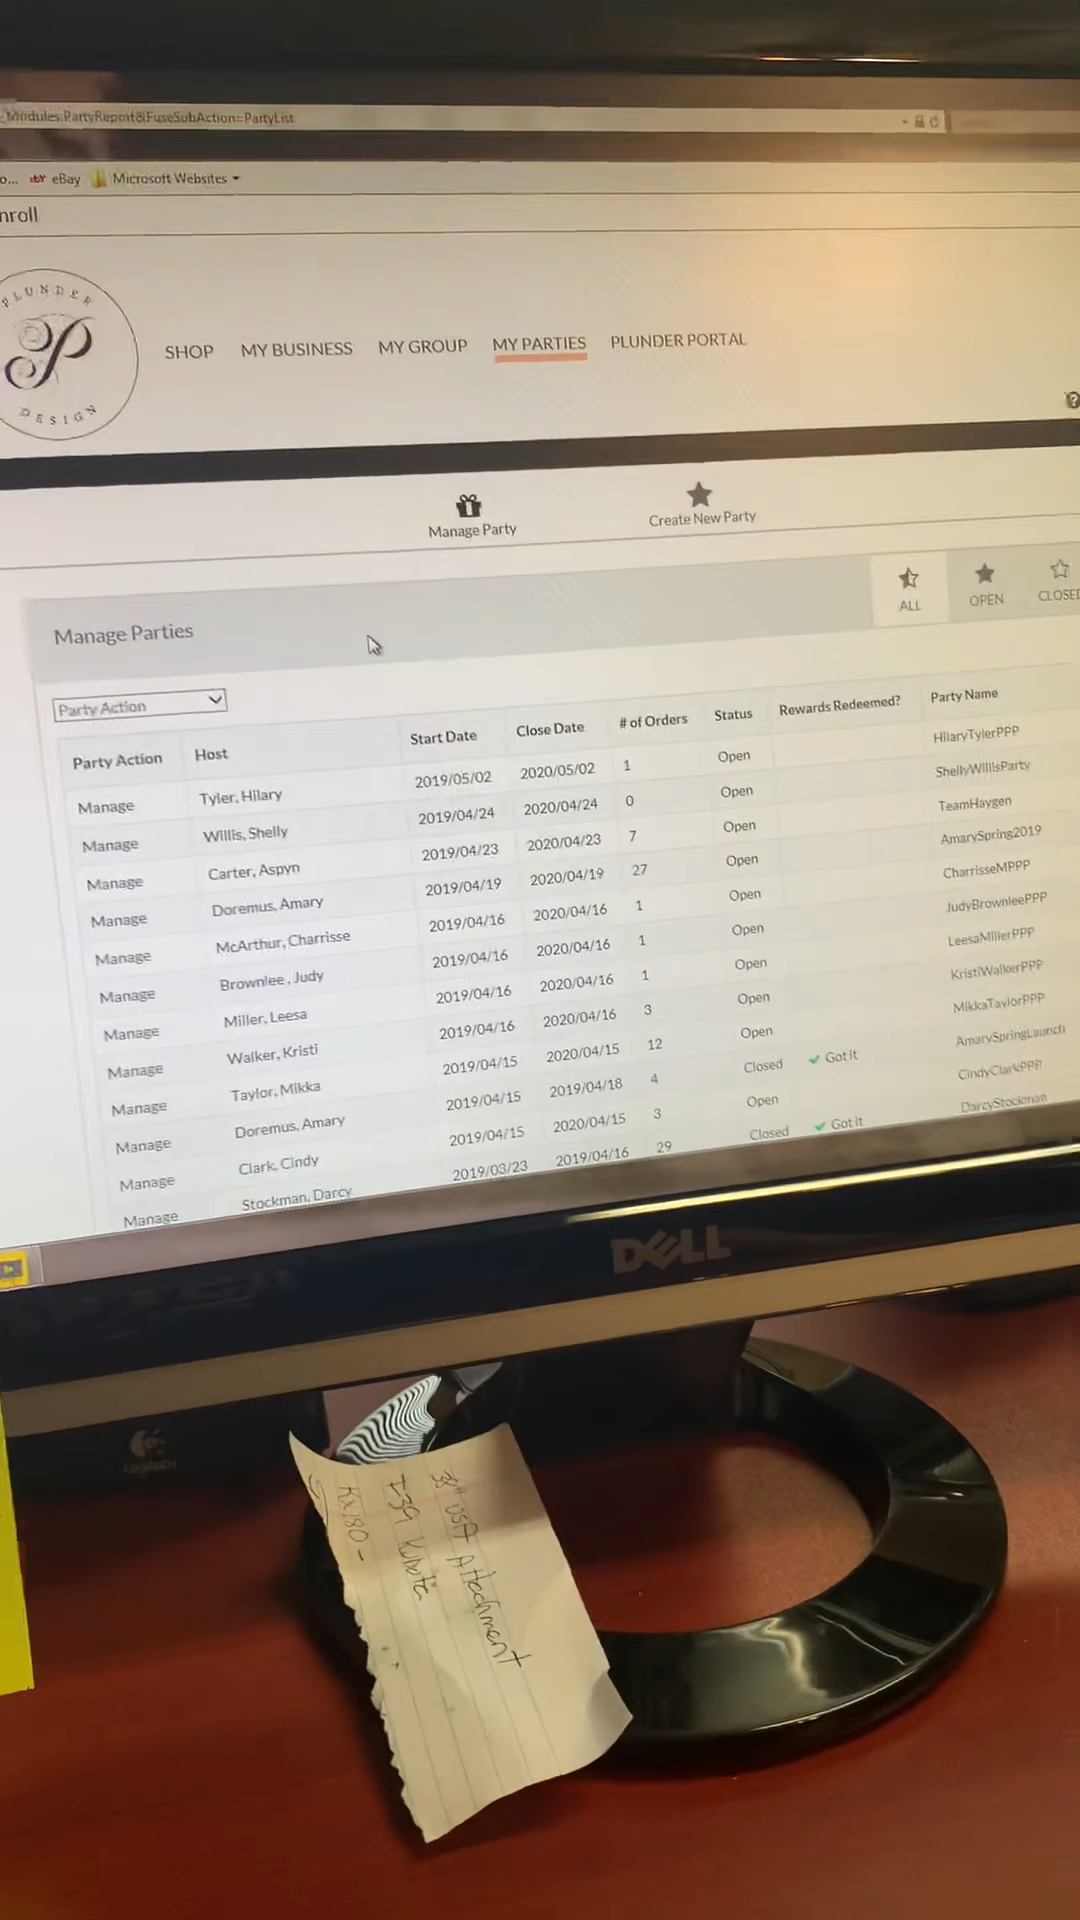 _Modules.PartyReport&FuseSubAction=PartyList
o... ebY eBay Microsoft Websites
nroll
PLUNDER
P
DESIGN
SHOP MY BUSINESS MY GROUP MY PARTIES PLUNDER PORTAL
Manage Party Create New Party
Manage Parties ALL OPEN CLOSED
Party Action
Party Action Host Start Date Close Date # of Orders Status Rewards Redeemed? Party Name
Manage Tyler, Hilary 2019/05/02 2020/05/02 1 Open HilaryTylerPPP
Manage Willis, Shelly 2019/04/24 2020/04/24 0 Open ShellyWillisParty
Manage Carter, Aspyn 2019/04/23 2020/04/23 7 Open TeamHaygen
Manage Doremus, Amary 2019/04/19 2020/04/19 27 Open AmarySpring2019
Manage McArthur, Charrisse 2019/04/16 2020/04/16 1 Open CharrisseMPPP
Manage Brownlee, Judy 2019/04/16 2020/04/16 1 Open JudyBrownleePPP
Manage Miller, Leesa 2019/04/16 2020/04/16 1 Open LeesaMillerPPP
Manage Walker, Kristi 2019/04/16 2020/04/16 3 Open KristiWalkerPPP
Manage Taylor, Mikka 2019/04/15 2020/04/15 12 Open MikkaTaylorPPP
Manage Doremus, Amary 2019/04/15 2019/04/18 4 Closed Got it AmarySpringLaunch
Manage Clark, Cindy 2019/04/15 2020/04/15 3 Open CindyClarkPPP
Manage Stockman, Darcy 2019/03/23 2019/04/16 29 Closed Got it DarcyStockman
DELL
Logitech
38" USA Attachment
T-39 Kubota
KX180 -